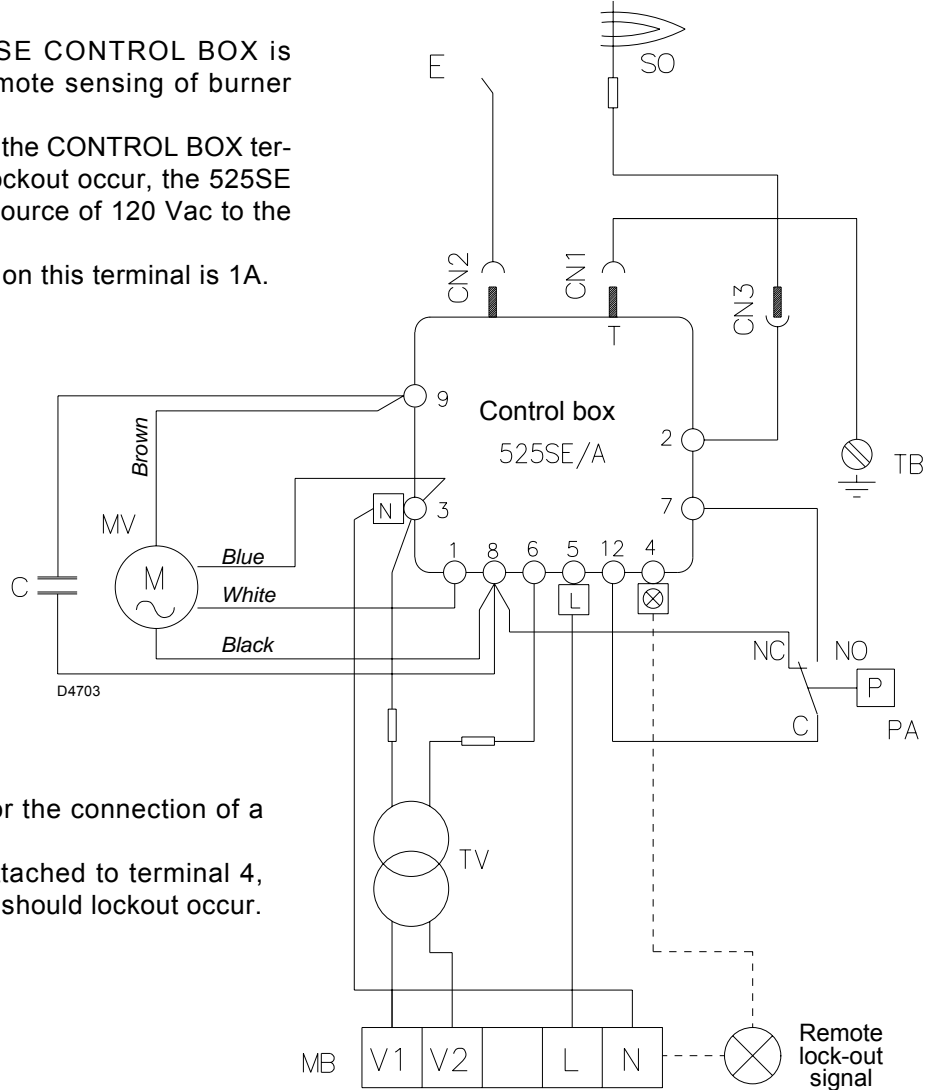 SE CONTROL BOX is
mote sensing of burner
the CONTROL BOX ter-
ockout occur, the 525SE
ource of 120 Vac to the
on this terminal is 1A.
E
SO
CN2
CN1
CN3
T
9
Control box
525SE/A
2
TB
Brown
N
3
7
MV
Blue
1
8
6
5
12
4
M
C
White
L
Black
NC
NO
P
D4703
C
PA
or the connection of a
ttached to terminal 4,
should lockout occur.
TV
MB
V1
V2
L
N
Remote
lock-out
signal